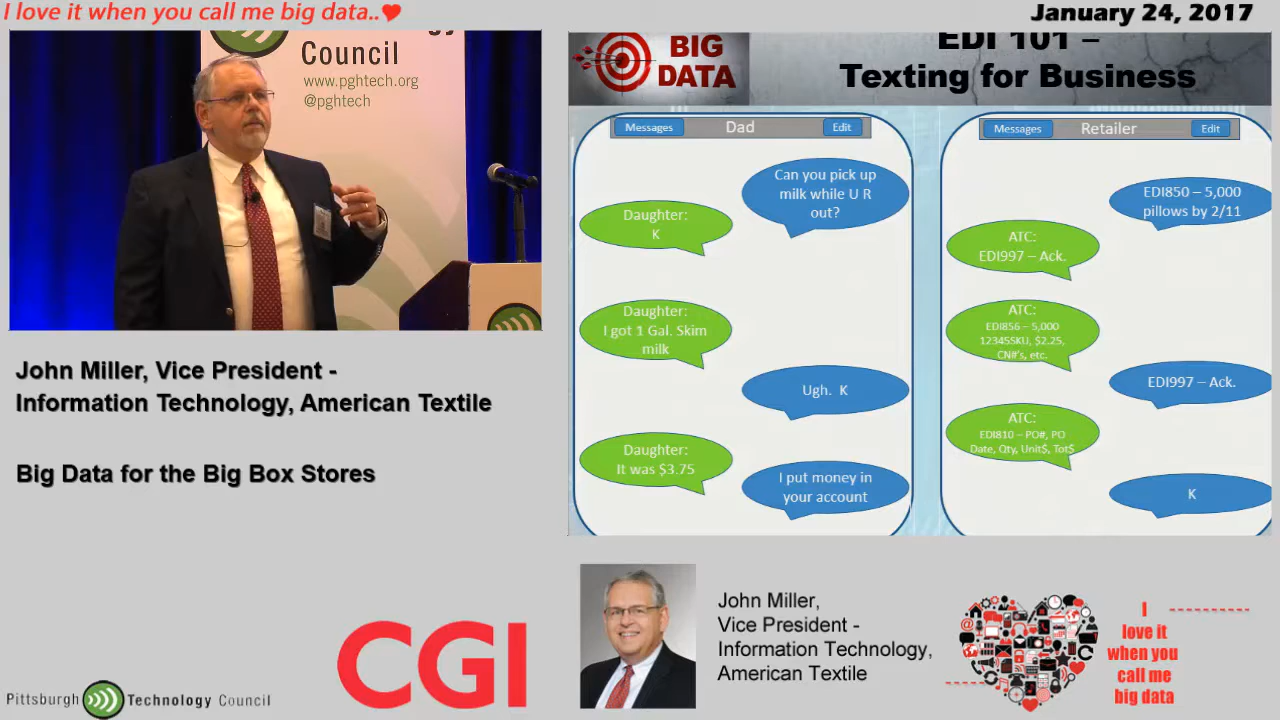 I love it when you call me big data..
January 24, 2017
Council
www.pghtech.org
@pghtech
BIG
DATA
EDI 101 –
Texting for Business
Messages
Dad
Edit
Can you pick up
milk while U R
out?
Daughter:
K
Daughter:
I got 1 Gal. Skim
milk
Ugh.  K
Daughter:
It was $3.75
I put money in
your account
Messages
Retailer
Edit
EDI850 – 5,000
pillows by 2/11
ATC:
EDI997 – Ack.
ATC:
EDI856 – 5,000
12345SKU, $2.25,
CN#'s, etc.
EDI997 – Ack.
ATC:
EDI810 – PO#, PO
Date, Qty, Unit$, Tot$
K
John Miller, Vice President -
Information Technology, American Textile
Big Data for the Big Box Stores
John Miller,
Vice President -
Information Technology,
American Textile
I
love it
when you
call me
big data
CGI
Pittsburgh Technology Council